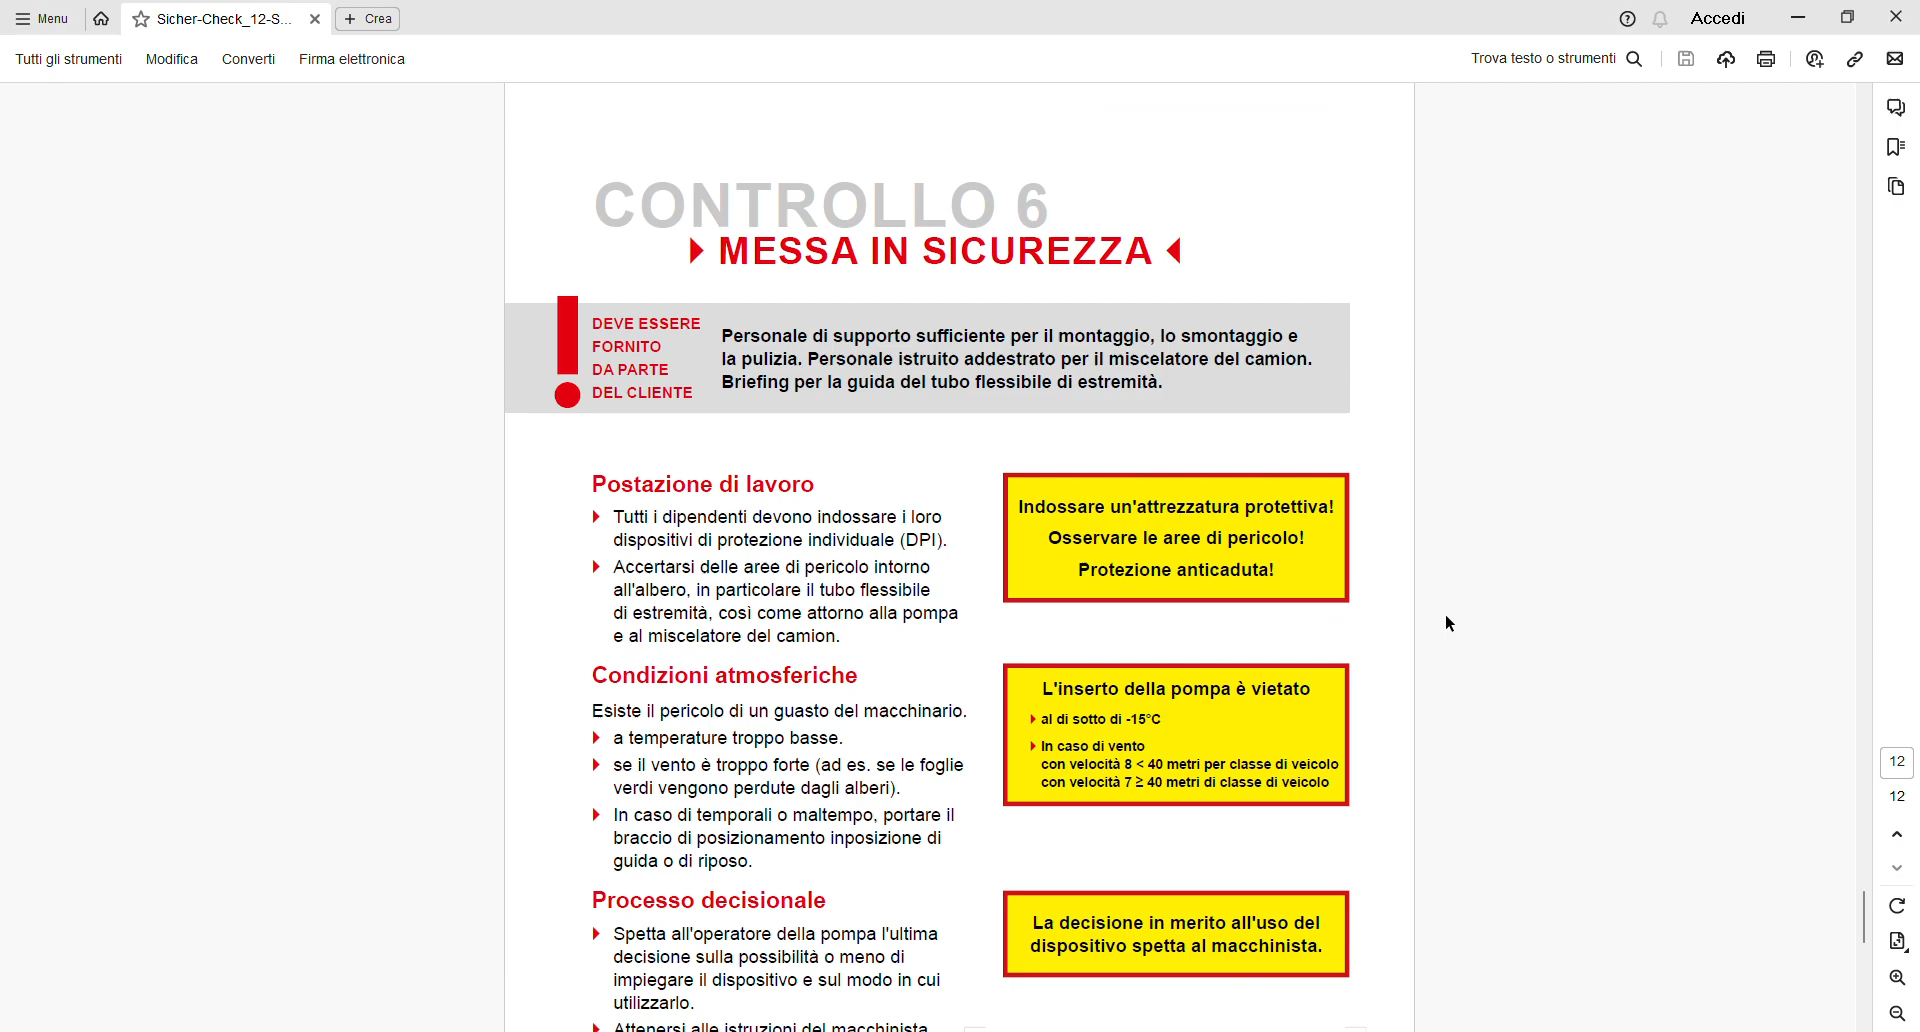 Menu
Sicher-Check_12-S...
Crea
Accedi
Tutti gli strumenti
Modifica
Converti
Firma elettronica
Trova testo o strumenti
CONTROLLO 6
MESSA IN SICUREZZA
DEVE ESSERE
FORNITO
DA PARTE
DEL CLIENTE
Personale di supporto sufficiente per il montaggio, lo smontaggio e
la pulizia. Personale istruito addestrato per il miscelatore del camion.
Briefing per la guida del tubo flessibile di estremità.
Postazione di lavoro
Tutti i dipendenti devono indossare i loro
dispositivi di protezione individuale (DPI).
Accertarsi delle aree di pericolo intorno
all'albero, in particolare il tubo flessibile
di estremità, così come attorno alla pompa
e al miscelatore del camion.
Indossare un'attrezzatura protettiva!
Osservare le aree di pericolo!
Protezione anticaduta!
Condizioni atmosferiche
Esiste il pericolo di un guasto del macchinario.
a temperature troppo basse.
se il vento è troppo forte (ad es. se le foglie
verdi vengono perdute dagli alberi).
In caso di temporali o maltempo, portare il
braccio di posizionamento inposizione di
guida o di riposo.
L'inserto della pompa è vietato
al di sotto di -15°C
In caso di vento
con velocità 8 < 40 metri per classe di veicolo
con velocità 7 ≥ 40 metri di classe di veicolo
Processo decisionale
Spetta all'operatore della pompa l'ultima
decisione sulla possibilità o meno di
impiegare il dispositivo e sul modo in cui
utilizzarlo.
Attenersi alle istruzioni del macchinista
La decisione in merito all'uso del
dispositivo spetta al macchinista.
12
12